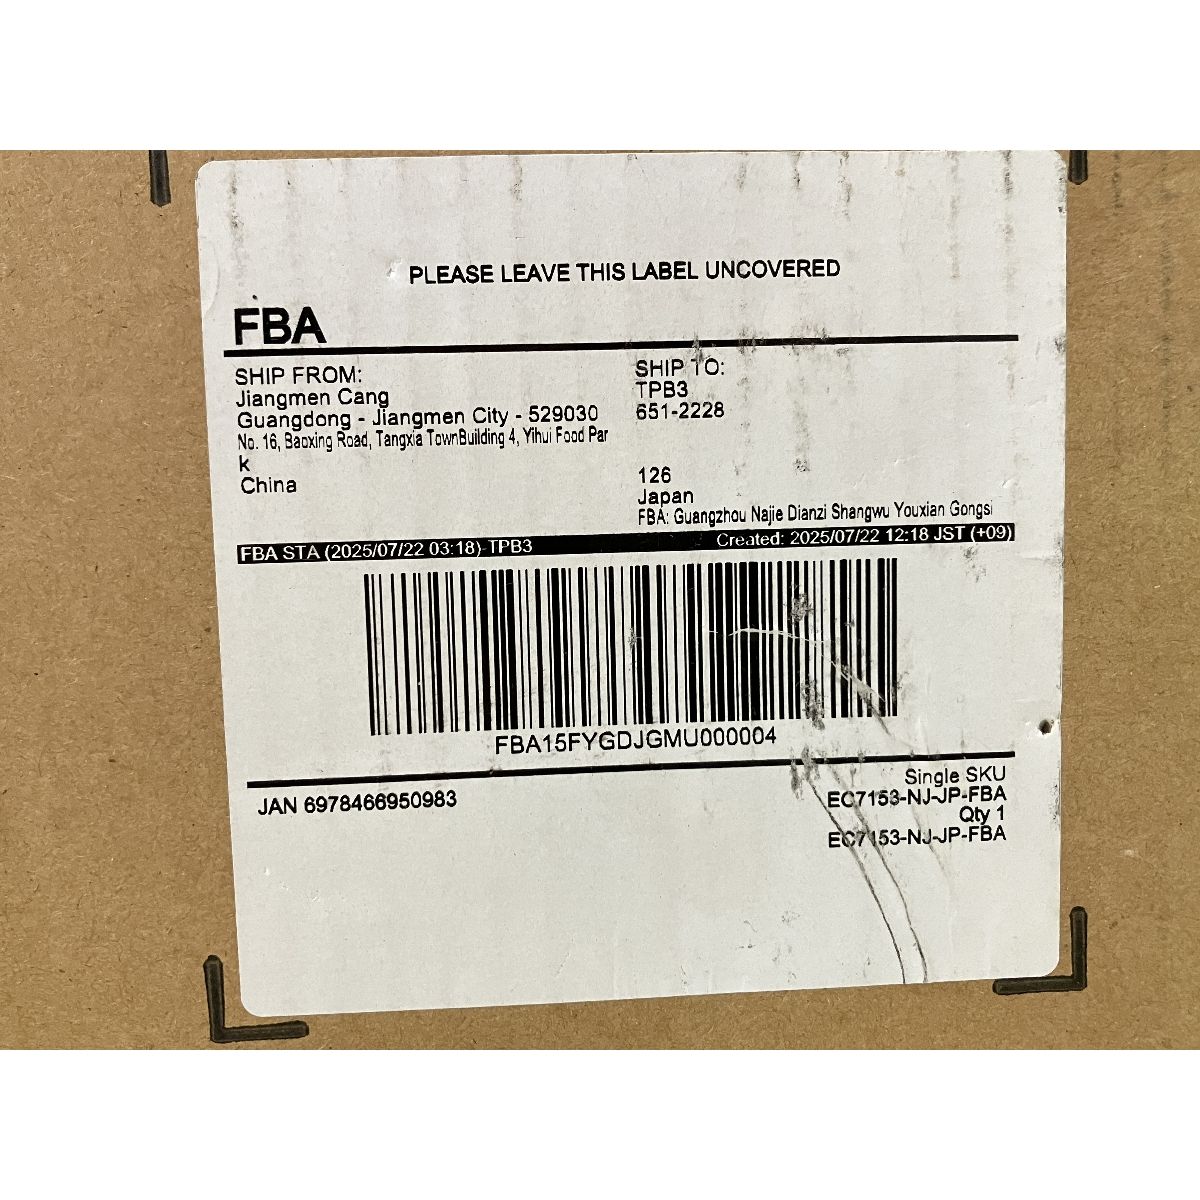 PLEASE LEAVE THIS LABEL UNCOVERED
FBA
SHIP FROM:
Jiangmen Cang
Guangdong - Jiangmen City - 529030
No. 16, Baoxing Road, Tangxia TownBuilding 4, Yihui Food Par
k
China
SHIP TO:
TPB3
651-2228
126
Japan
FBA: Guangzhou Najie Dianzi Shangwu Youxian Gongsi
FBA STA (2025/07/22 03:18)-TPB3
Created: 2025/07/22 12:18 JST (+09)
FBA15FYGDJGMU000004
JAN 6978466950983
Single SKU
EC7153-NJ-JP-FBA
Qty 1
EC7153-NJ-JP-FBA